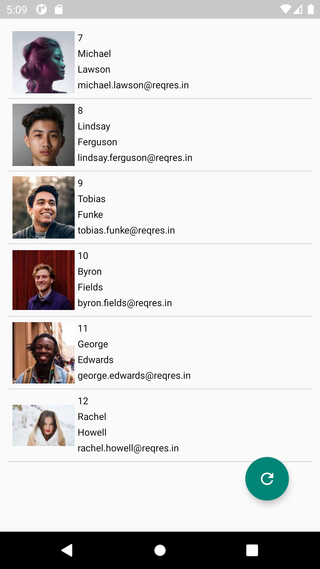 5:09
7
Michael
Lawson
michael.lawson@reqres.in
8
Lindsay
Ferguson
lindsay.ferguson@reqres.in
9
Tobias
Funke
tobias.funke@reqres.in
10
Byron
Fields
byron.fields@reqres.in
11
George
Edwards
george.edwards@reqres.in
12
Rachel
Howell
rachel.howell@reqres.in